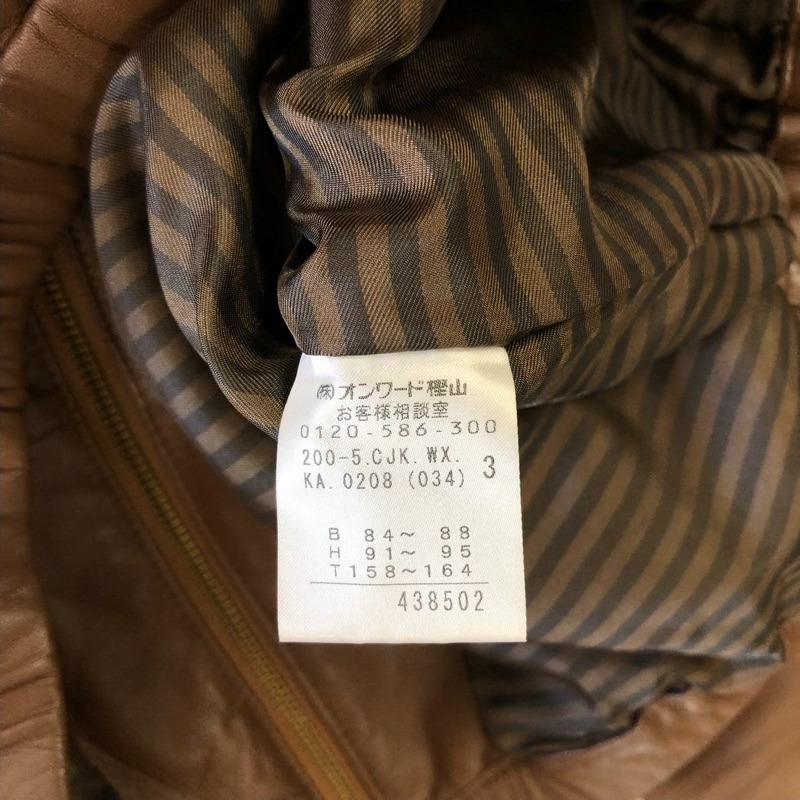 ㈱オンワード樫山
お客様相談室
0120-586-300
200-5.CJK.WX.
KA.0208 (034) 3
B 84～ 88
H 91～ 95
T158～164
438502